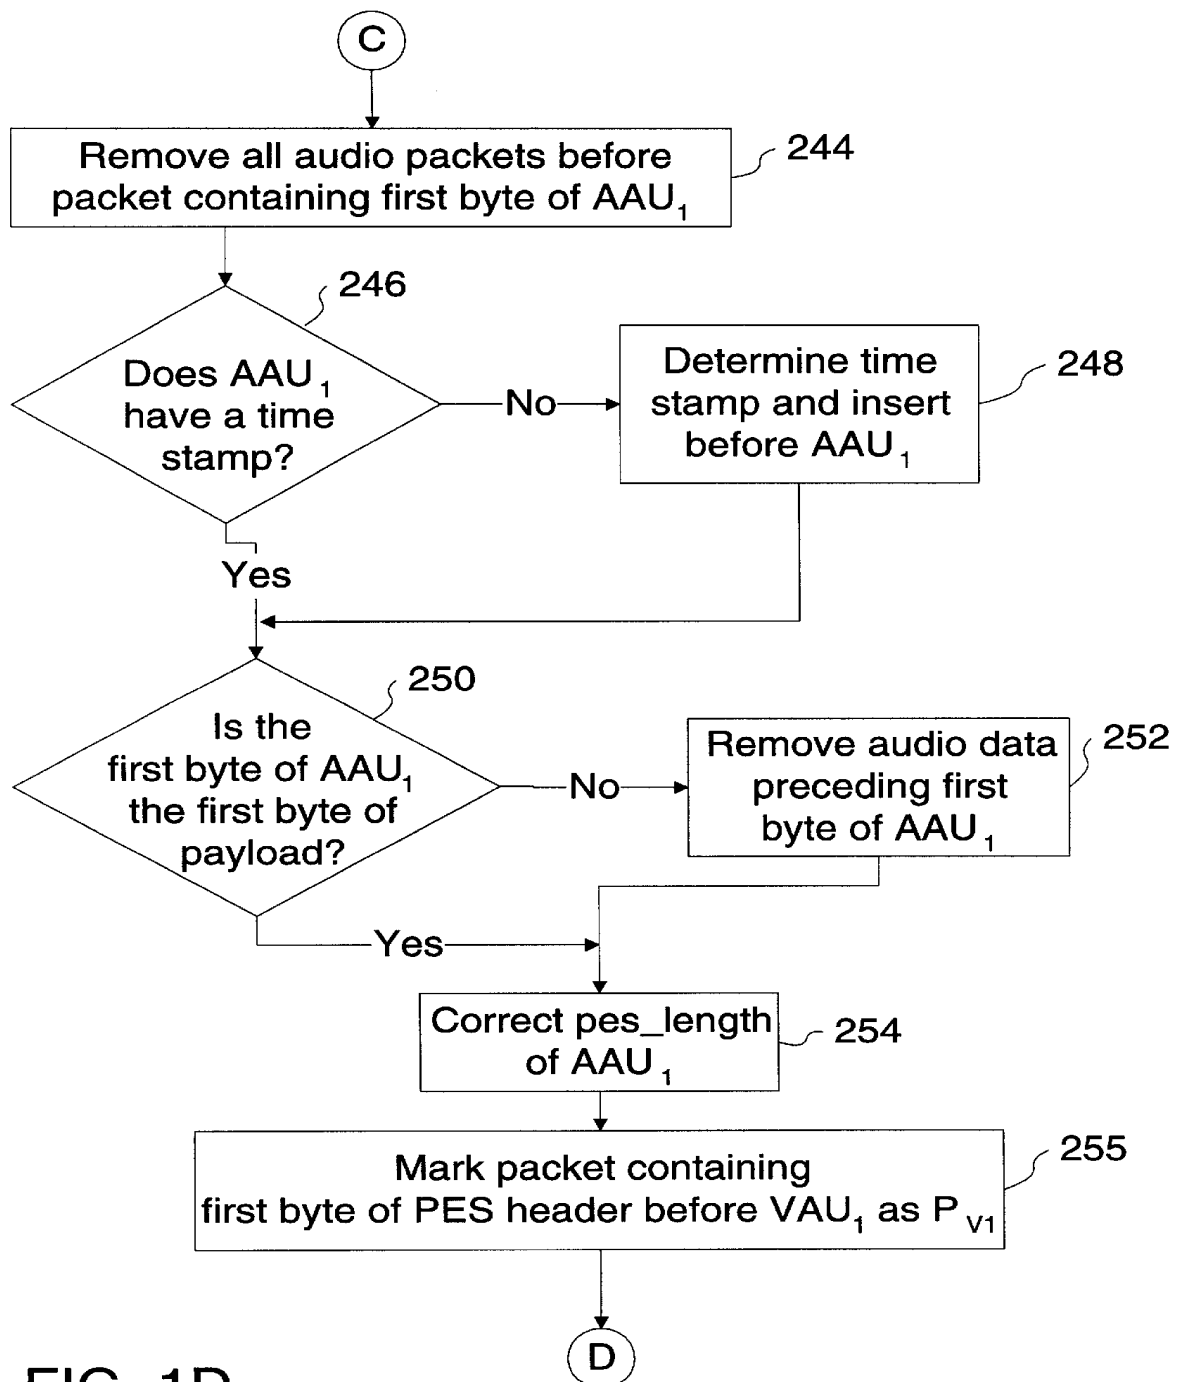 C
Remove all audio packets before
packet containing first byte of AAU₁
244
246
Does AAU₁
have a time
stamp?
No
Determine time
stamp and insert
before AAU₁
248
Yes
250
Is the
first byte of AAU₁
the first byte of
payload?
No
Remove audio data
preceding first
byte of AAU₁
252
Yes
Correct pes_length
of AAU₁
254
Mark packet containing
first byte of PES header before VAU₁ as P V1
255
D